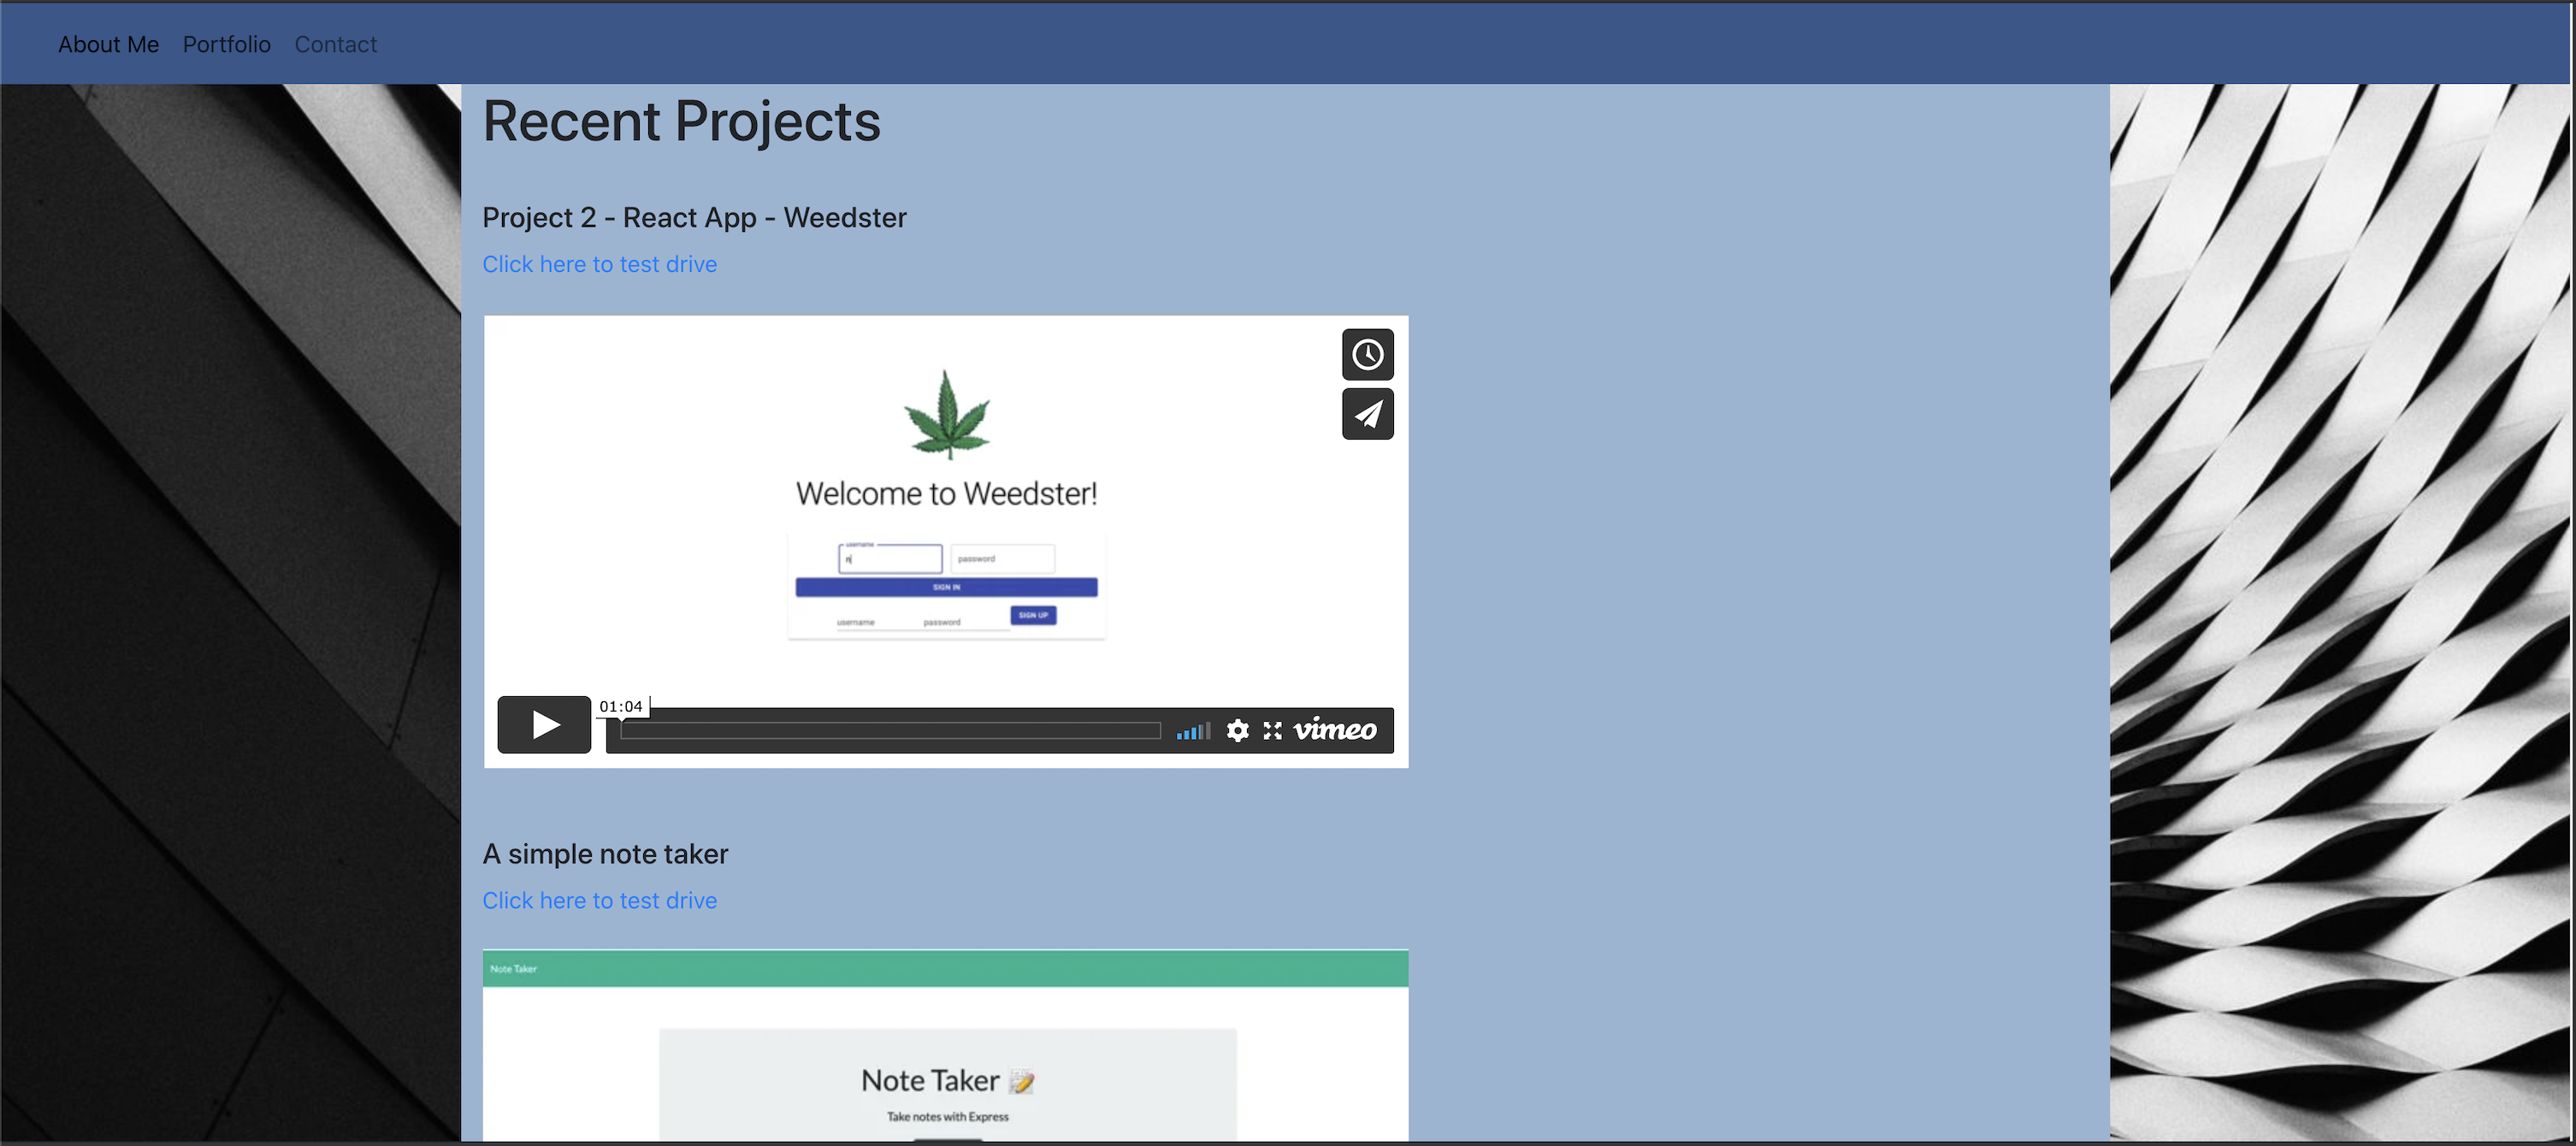 About Me Portfolio Contact
Recent Projects
Project 2 - React App - Weedster
Click here to test drive
Welcome to Weedster!
username
n
password
SIGN IN
username password SIGN UP
01:04
vimeo
A simple note taker
Click here to test drive
Note Taker
Note Taker
Take notes with Express